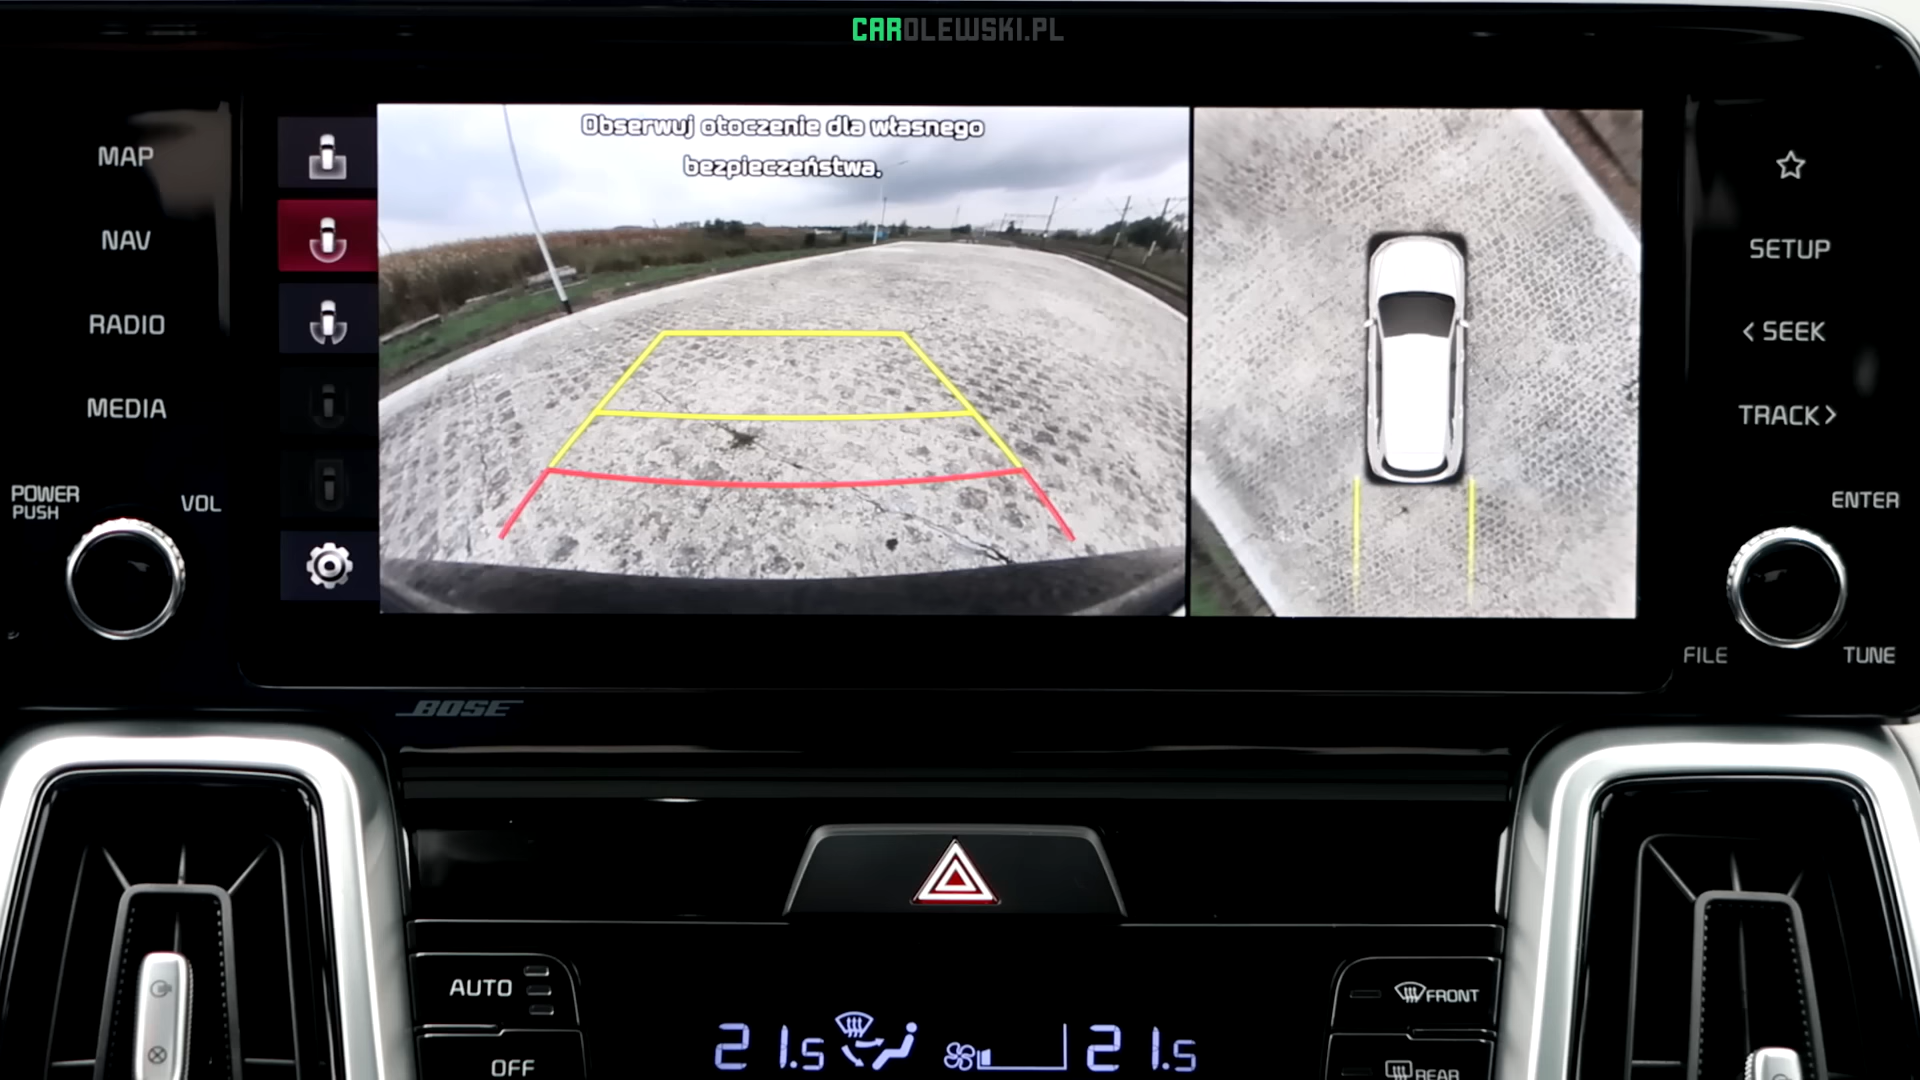 CAROLEWSKI.PL
Obserwuj otoczenie dla własnego
bezpieczeństwa.
MAP
NAV
RADIO
MEDIA
POWER
PUSH
VOL
SETUP
< SEEK
TRACK >
ENTER
FILE
TUNE
BOSE
AUTO
OFF
21.5
21.5
FRONT
REAR